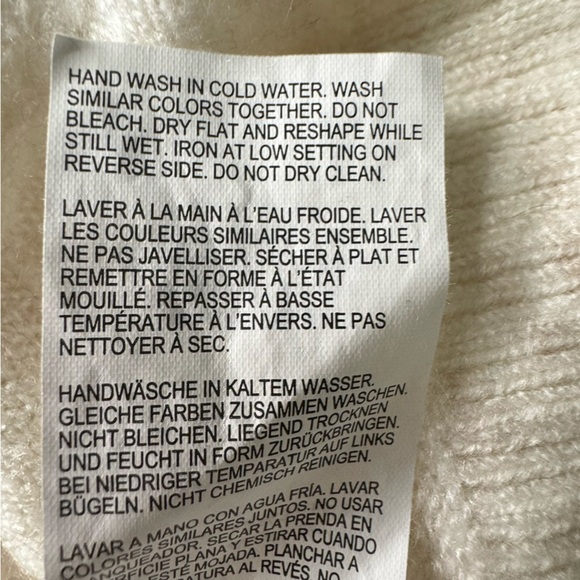 HAND WASH IN COLD WATER. WASH
SIMILAR COLORS TOGETHER. DO NOT
BLEACH. DRY FLAT AND RESHAPE WHILE
STILL WET. IRON AT LOW SETTING ON
REVERSE SIDE. DO NOT DRY CLEAN.
LAVER À LA MAIN À L'EAU FROIDE. LAVER
LES COULEURS SIMILAIRES ENSEMBLE.
NE PAS JAVELLISER. SÉCHER À PLAT ET
REMETTRE EN FORME À L'ÉTAT
MOUILLÉ. REPASSER À BASSE
TEMPÉRATURE À L'ENVERS. NE PAS
NETTOYER À SEC.
HANDWÄSCHE IN KALTEM WASSER.
GLEICHE FARBEN ZUSAMMEN WASCHEN.
NICHT BLEICHEN. LIEGEND TROCKNEN
UND FEUCHT IN FORM ZURÜCKBRINGEN.
BEI NIEDRIGER TEMPARATUR AUF LINKS
BÜGELN. NICHT CHEMISCH REINIGEN.
LAVAR A MANO CON AGUA FRÍA. LAVAR
COLORES SIMILARES JUNTOS. NO USAR
SECAR LA PRENDA EN
PLANA Y ESTIRAR CUANDO
ESTÉ MOJADA. PLANCHAR A
AL REVÉS. NO